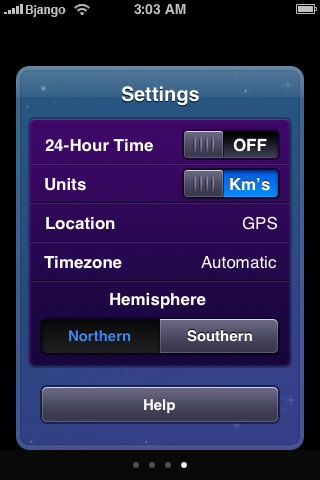 Bjango 3:03 AM
Settings
24-Hour Time OFF
Units Km's
Location GPS
Timezone Automatic
Hemisphere
Northern Southern
Help